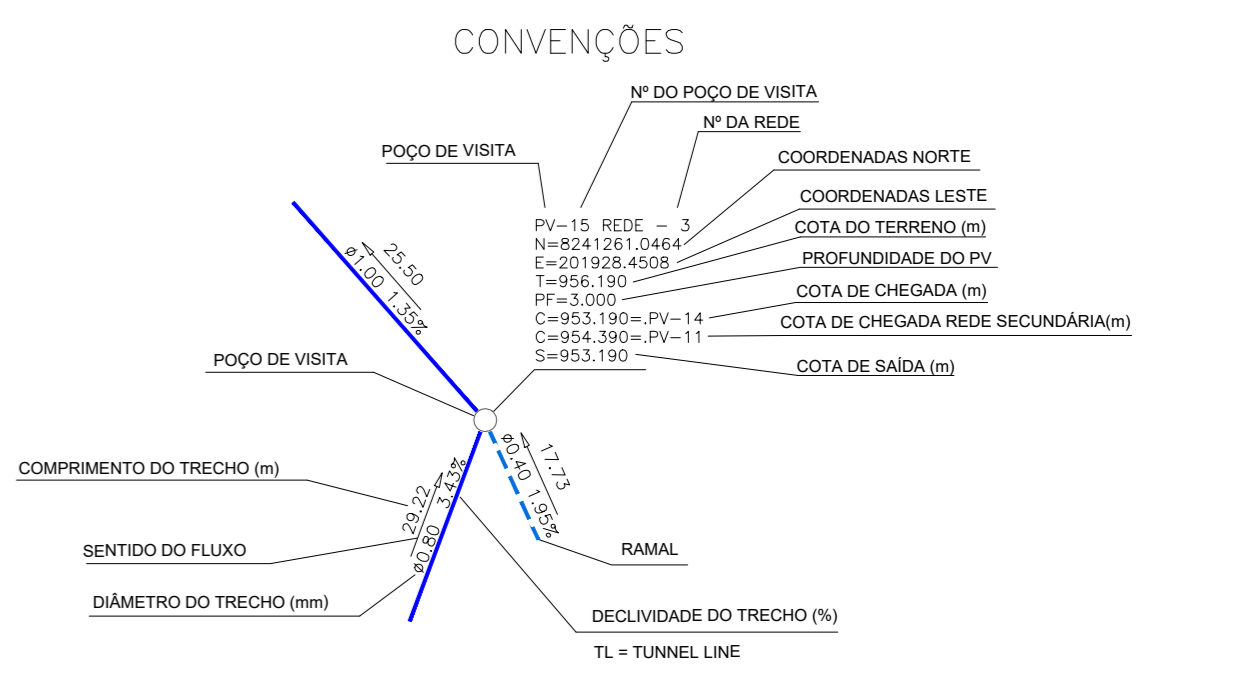 CONVENÇÕES
Nº DO POÇO DE VISITA
Nº DA REDE
POÇO DE VISITA
COORDENADAS NORTE
COORDENADAS LESTE
COTA DO TERRENO (m)
PROFUNDIDADE DO PV
COTA DE CHEGADA (m)
COTA DE CHEGADA REDE SECUNDÁRIA(m)
COTA DE SAÍDA (m)
PV-15 REDE - 3
N=8241261.0464
E=201928.4508
T=956.190
PF=3.000
C=953.190=.PV-14
C=954.390=.PV-11
S=953.190
25.50
ø1.00 1.35%
POÇO DE VISITA
COMPRIMENTO DO TRECHO (m)
29.22
ø0.80 3.43%
17.73
ø0.40 1.95%
SENTIDO DO FLUXO
RAMAL
DIÂMETRO DO TRECHO (mm)
DECLIVIDADE DO TRECHO (%)
TL = TUNNEL LINE